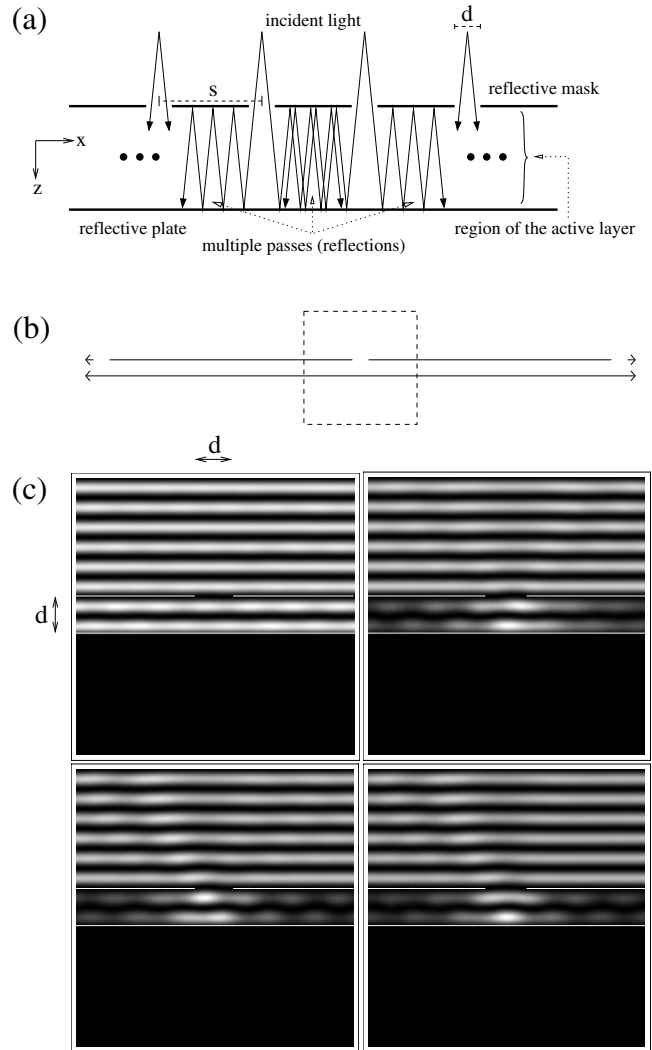 (a)
incident light
d
s
reflective mask
x
z
reflective plate
multiple passes (reflections)
region of the active layer
(b)
d
(c)
d